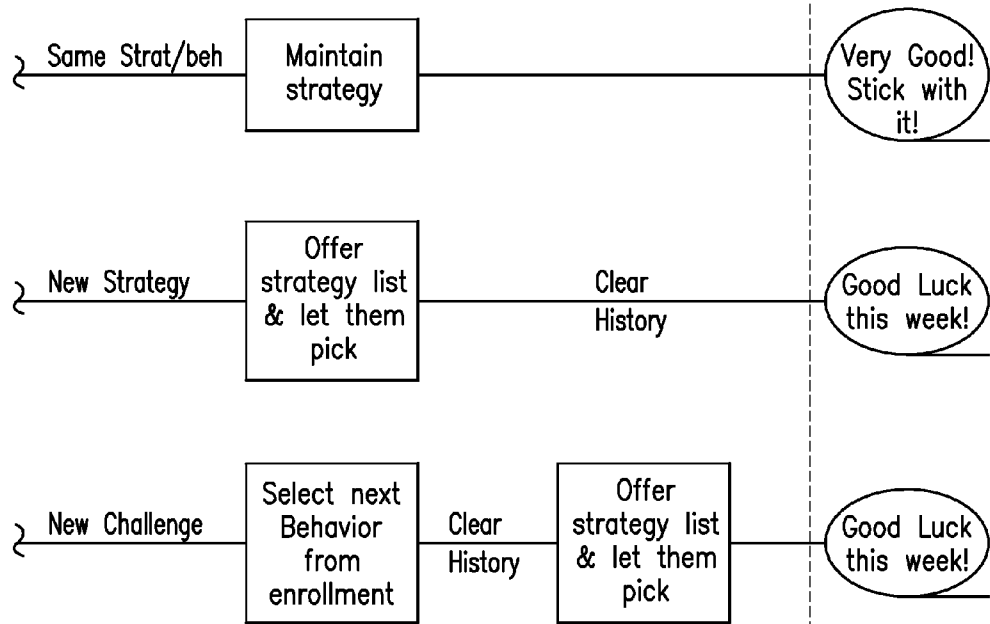 Same Strat/beh
Maintain
strategy
Very Good!
Stick with
it!
New Strategy
Offer
strategy list
& let them
pick
Clear
History
Good Luck
this week!
New Challenge
Select next
Behavior
from
enrollment
Clear
History
Offer
strategy list
& let them
pick
Good Luck
this week!